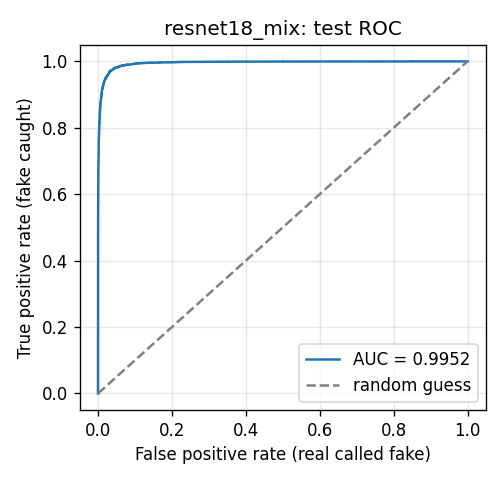 resnet18_mix: test ROC
True positive rate (fake caught)
1.0
0.8
0.6
0.4
0.2
0.0
AUC = 0.9952
random guess
0.0 0.2 0.4 0.6 0.8 1.0
False positive rate (real called fake)